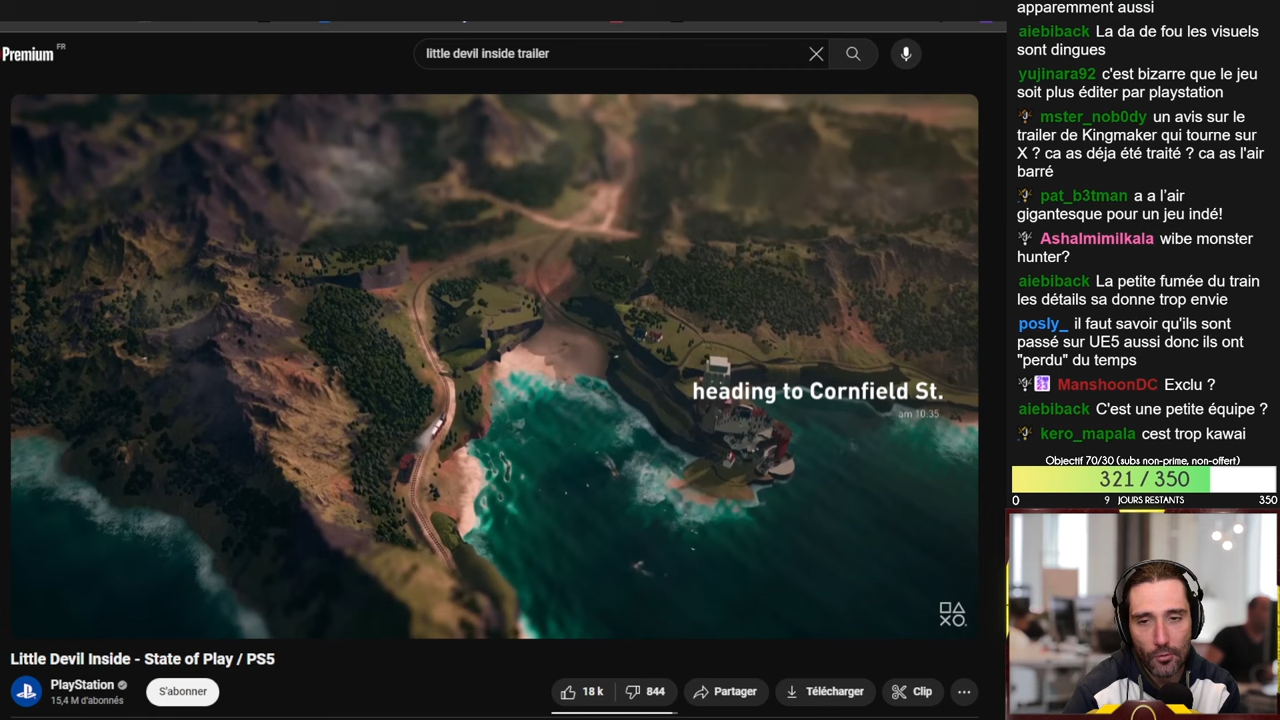 Premium FR
little devil inside trailer
heading to Cornfield St.
am 10:35
Little Devil Inside - State of Play / PS5
PlayStation
15,4 M d'abonnés
S'abonner
18 k
844
Partager
Télécharger
Clip
apparemment aussi
aiebiback La da de fou les visuels
sont dingues
yujinara92 c'est bizarre que le jeu
soit plus éditer par playstation
mster_nob0dy un avis sur le
trailer de Kingmaker qui tourne sur
X ? ca as déja été traité ? ca as l'air
barré
pat_b3tman a a l'air
gigantesque pour un jeu indé!
Ashalmimilkala wibe monster
hunter?
aiebiback La petite fumée du train
les détails sa donne trop envie
posly_ il faut savoir qu'ils sont
passé sur UE5 aussi donc ils ont
"perdu" du temps
ManshoonDC Exclu ?
aiebiback C'est une petite équipe ?
kero_mapala cest trop kawai
Objectif 70/30 (subs non-prime, non-offert)
321 / 350
0 9 JOURS RESTANTS 350